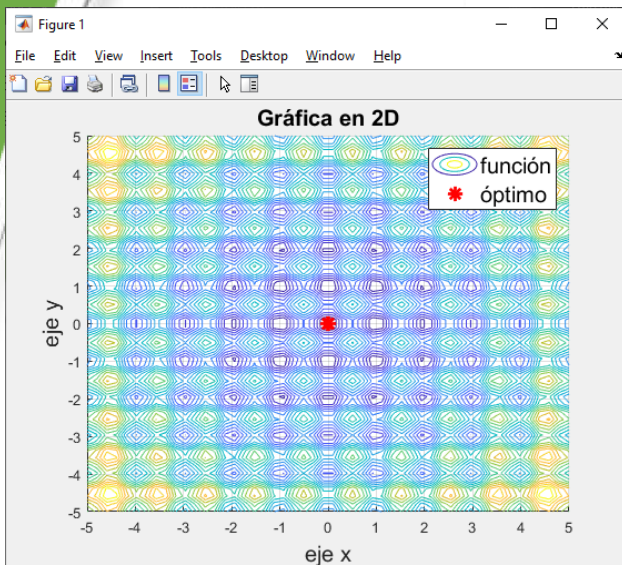 Figure 1
File Edit View Insert Tools Desktop Window Help
Gráfica en 2D
función
óptimo
eje y
5
4
3
2
1
0
-1
-2
-3
-4
-5
-5 -4 -3 -2 -1 0 1 2 3 4 5
eje x